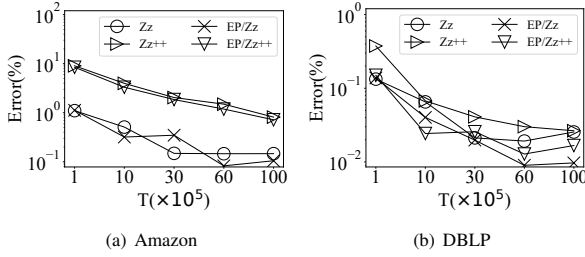 Zz EP/Zz
Zz++ EP/Zz++
Error(%)
10^1
10^0
10^-1
1 10 30 60 100
T(×10^5)
(a) Amazon
Zz EP/Zz
Zz++ EP/Zz++
Error(%)
10^0
10^-1
10^-2
1 10 30 60 100
T(×10^5)
(b) DBLP